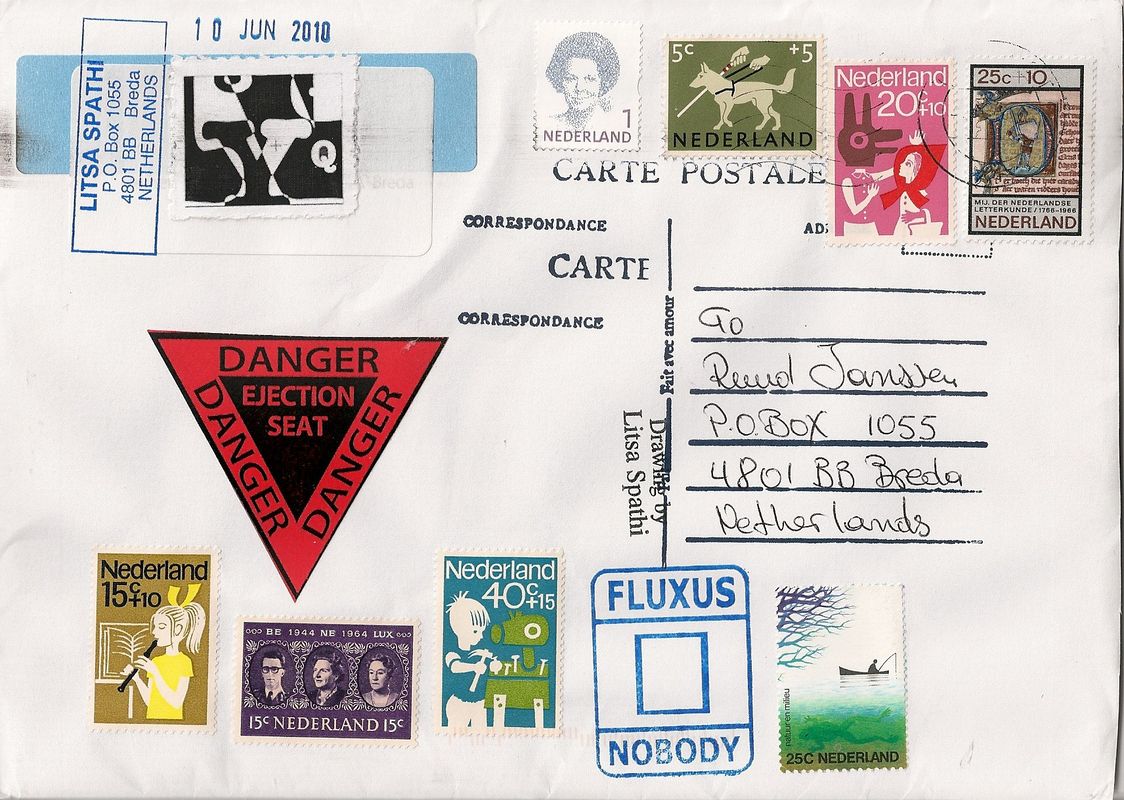 10 JUN 2010
LITSA SPATHI
P.O. Box 1055
4801 BB Breda
NETHERLANDS
Q
Breda
1
NEDERLAND
5c +5
NEDERLAND
Nederland
20c+10
25c+10
MIJ. DER NEDERLANDSE
LETTERKUNDE/1766-1966
NEDERLAND
CARTE POSTALE
CORRESPONDANCE
AD
CARTE
CORRESPONDANCE
Fait avec amour
Drawing by
Litsa Spathi
Go
Ruud Janssen
P.O.BOX 1055
4801 BB Breda
Netherlands
DANGER
DANGER
DANGER
EJECTION
SEAT
Nederland
15c+10
BE 1944 NE 1964 LUX
15c NEDERLAND 15c
Nederland
40c+15
FLUXUS
NOBODY
natuur en milieu
25C NEDERLAND